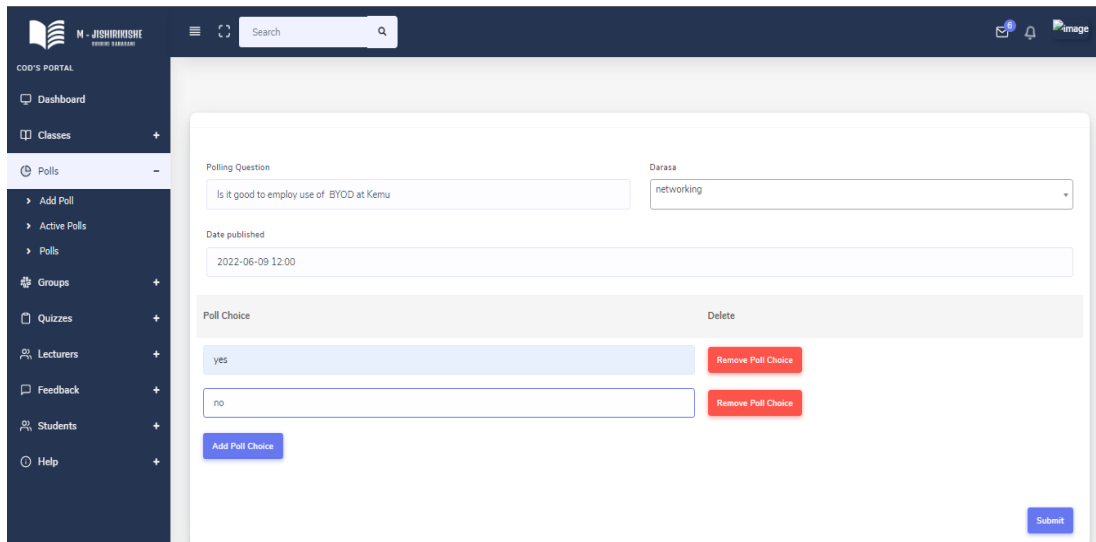 M - JISHIRIKISHE
Search
6
image
COD'S PORTAL
Dashboard
Classes +
Polls -
Add Poll
Active Polls
Polls
Groups +
Quizzes +
Lecturers +
Feedback +
Students +
Help +
Polling Question
Is it good to employ use of BYOD at Kemu
Darasa
networking
Date published
2022-06-09 12:00
Poll Choice Delete
yes Remove Poll Choice
no Remove Poll Choice
Add Poll Choice
Submit